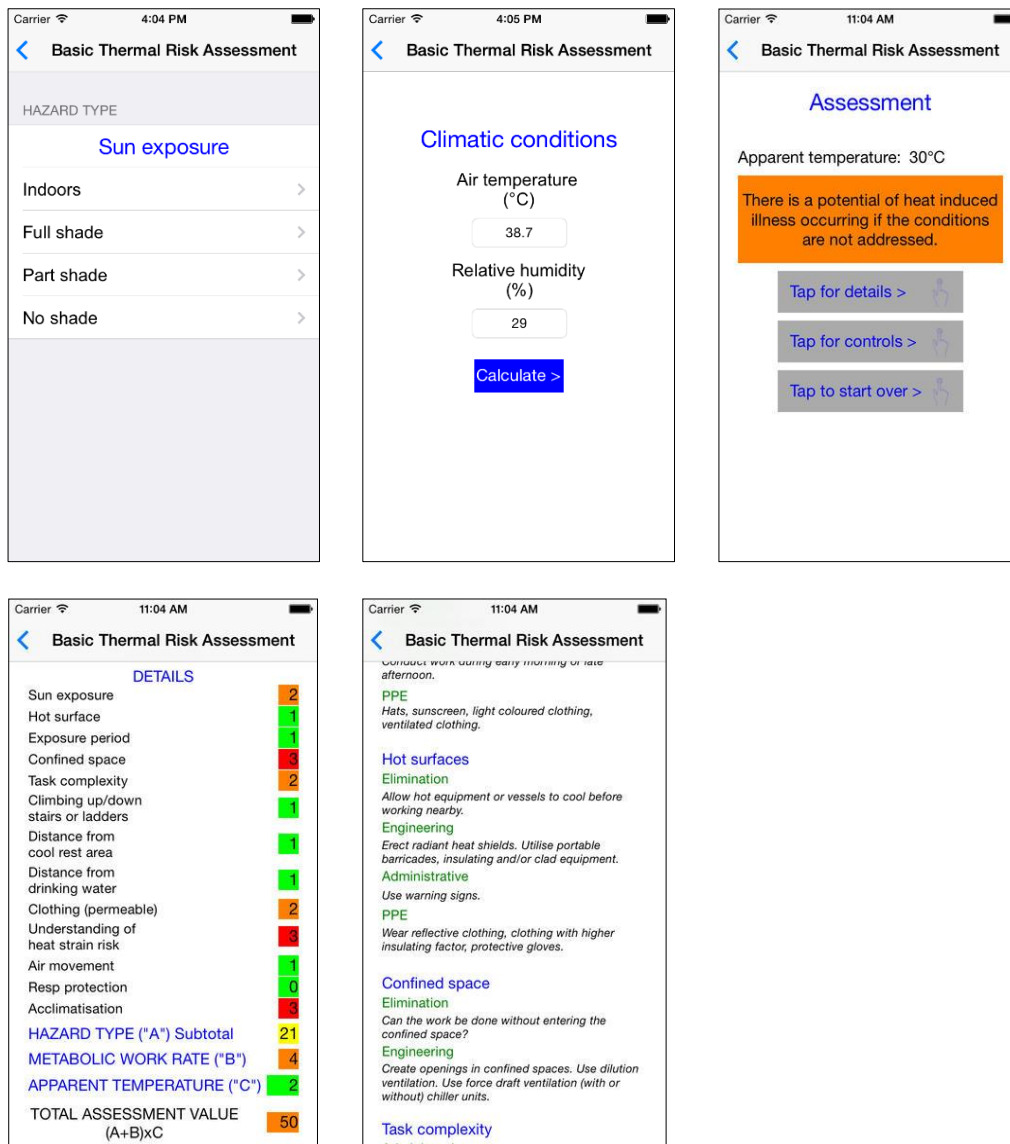 Carrier 4:04 PM
Basic Thermal Risk Assessment
HAZARD TYPE
Sun exposure
Indoors
Full shade
Part shade
No shade
Carrier 4:05 PM
Basic Thermal Risk Assessment
Climatic conditions
Air temperature
(°C)
38.7
Relative humidity
(%)
29
Calculate >
Carrier 11:04 AM
Basic Thermal Risk Assessment
Assessment
Apparent temperature: 30°C
There is a potential of heat induced
illness occurring if the conditions
are not addressed.
Tap for details >
Tap for controls >
Tap to start over >
Carrier 11:04 AM
Basic Thermal Risk Assessment
DETAILS
Sun exposure 2
Hot surface 1
Exposure period 1
Confined space 3
Task complexity 2
Climbing up/down
stairs or ladders 1
Distance from
cool rest area 1
Distance from
drinking water 1
Clothing (permeable) 2
Understanding of
heat strain risk 3
Air movement 1
Resp protection 0
Acclimatisation 3
HAZARD TYPE ("A") Subtotal 21
METABOLIC WORK RATE ("B") 4
APPARENT TEMPERATURE ("C") 2
TOTAL ASSESSMENT VALUE
(A+B)xC 50
Carrier 11:04 AM
Basic Thermal Risk Assessment
Conduct work during early morning or late
afternoon.
PPE
Hats, sunscreen, light coloured clothing,
ventilated clothing.
Hot surfaces
Elimination
Allow hot equipment or vessels to cool before
working nearby.
Engineering
Erect radiant heat shields. Utilise portable
barricades, insulating and/or clad equipment.
Administrative
Use warning signs.
PPE
Wear reflective clothing, clothing with higher
insulating factor, protective gloves.
Confined space
Elimination
Can the work be done without entering the
confined space?
Engineering
Create openings in confined spaces. Use dilution
ventilation. Use force draft ventilation (with or
without) chiller units.
Task complexity